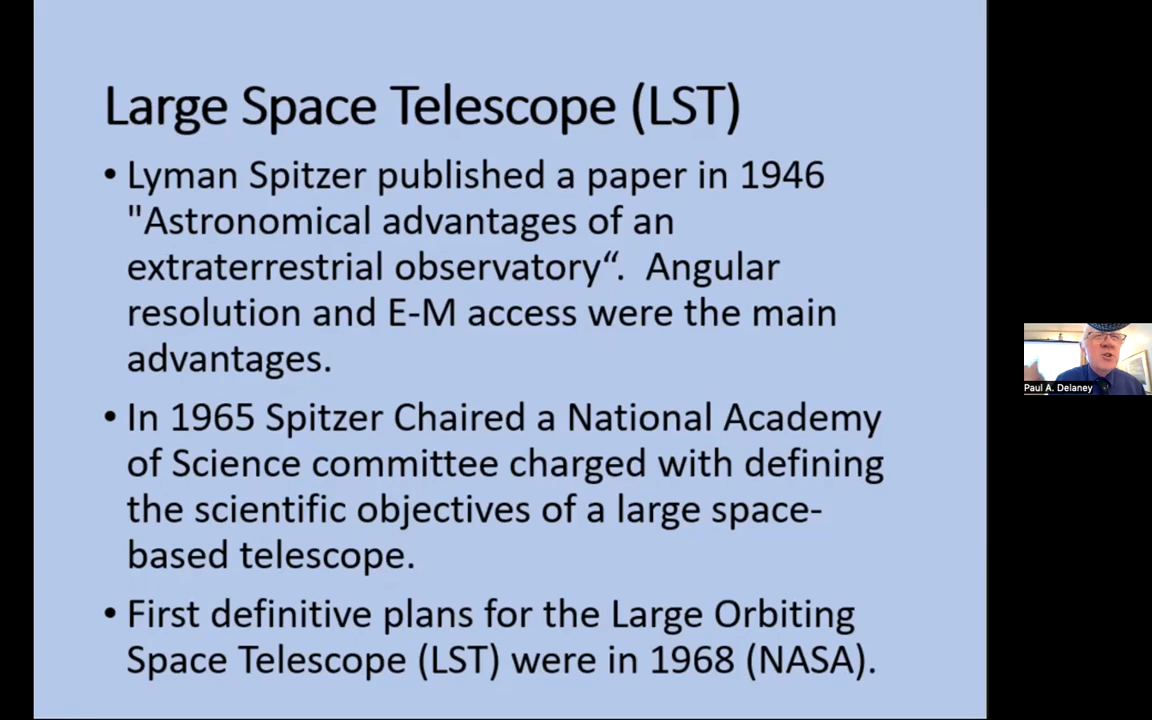 Large Space Telescope (LST)
• Lyman Spitzer published a paper in 1946
"Astronomical advantages of an
extraterrestrial observatory“.  Angular
resolution and E-M access were the main
advantages.
• In 1965 Spitzer Chaired a National Academy
of Science committee charged with defining
the scientific objectives of a large space-
based telescope.
• First definitive plans for the Large Orbiting
Space Telescope (LST) were in 1968 (NASA).
Paul A. Delaney